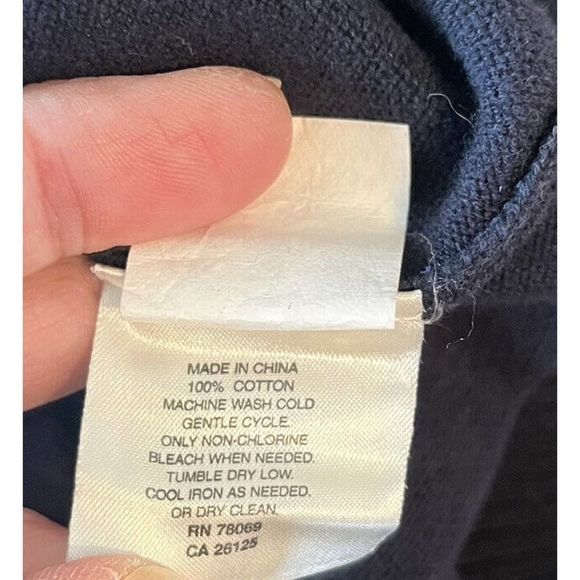 MADE IN CHINA
100% COTTON
MACHINE WASH COLD
GENTLE CYCLE.
ONLY NON-CHLORINE
BLEACH WHEN NEEDED.
TUMBLE DRY LOW.
COOL IRON AS NEEDED.
OR DRY CLEAN.
RN 78069
CA 26125